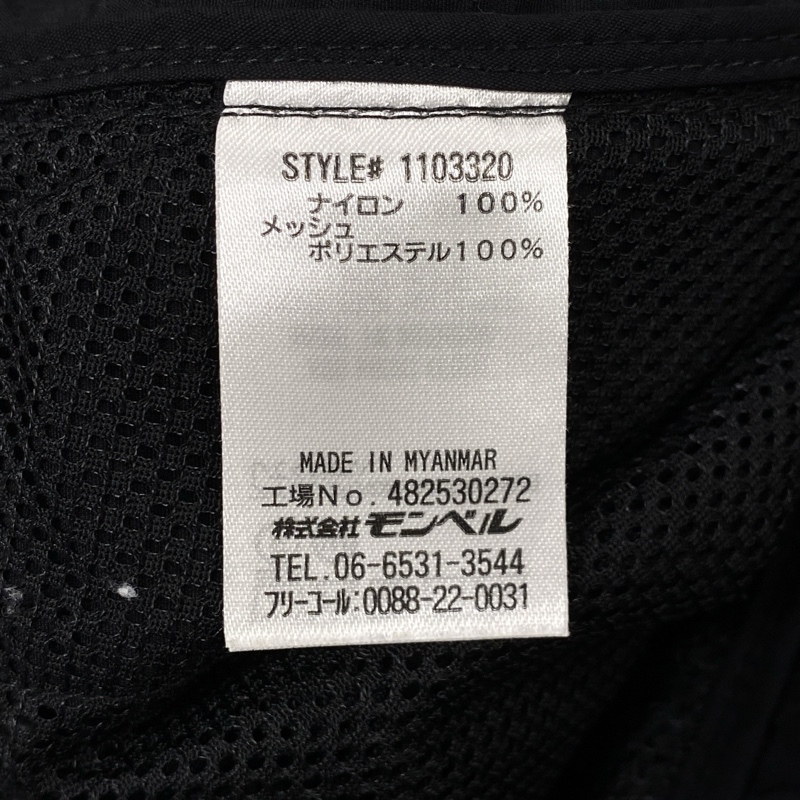 STYLE# 1103320
ナイロン 100%
メッシュ
ポリエステル100%
MADE IN MYANMAR
工場No.482530272
株式会社モンベル
TEL.06-6531-3544
フリーコール:0088-22-0031